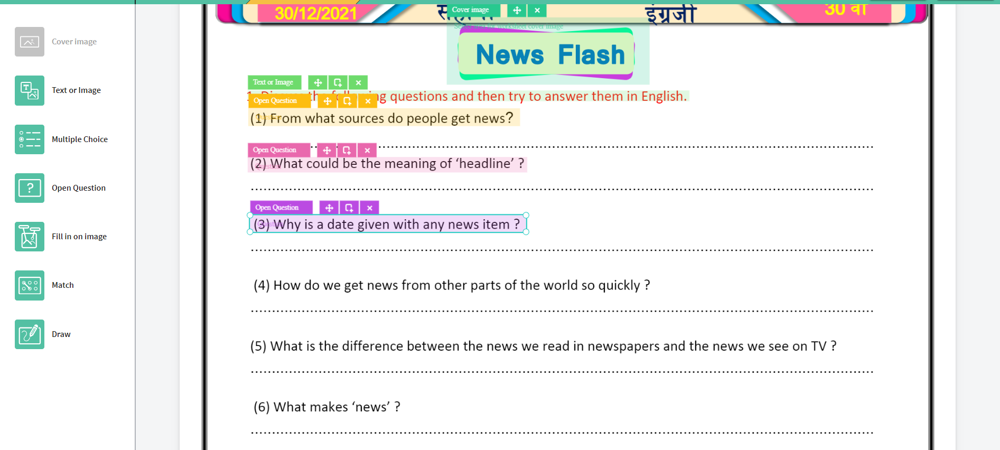 30/12/2021
Cover image
इंग्रजी
30 वी
Cover image
News Flash
Text or Image
Text or Image
questions and then try to answer them in English.
Open Question
(1) From what sources do people get news?
Multiple Choice
Open Question
(2) What could be the meaning of ‘headline’ ?
Open Question
Open Question
(3) Why is a date given with any news item ?
Fill in on image
Match
(4) How do we get news from other parts of the world so quickly ?
Draw
(5) What is the difference between the news we read in newspapers and the news we see on TV ?
(6) What makes ‘news’ ?